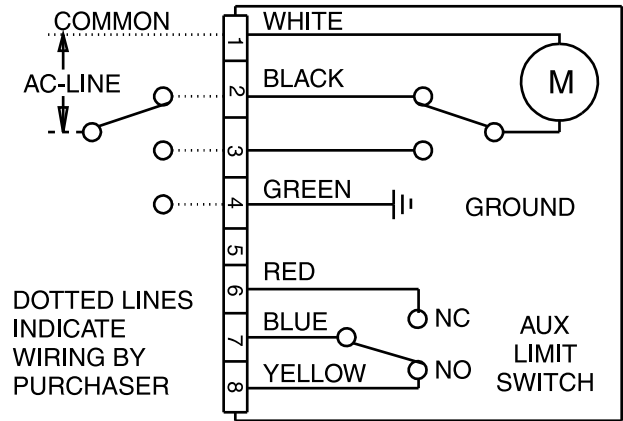 COMMON
WHITE
1
AC-LINE
BLACK
2
M
3
GREEN
4
GROUND
5
RED
6
NC
BLUE
7
YELLOW
8
NO
DOTTED LINES
INDICATE
WIRING BY
PURCHASER
AUX
LIMIT
SWITCH